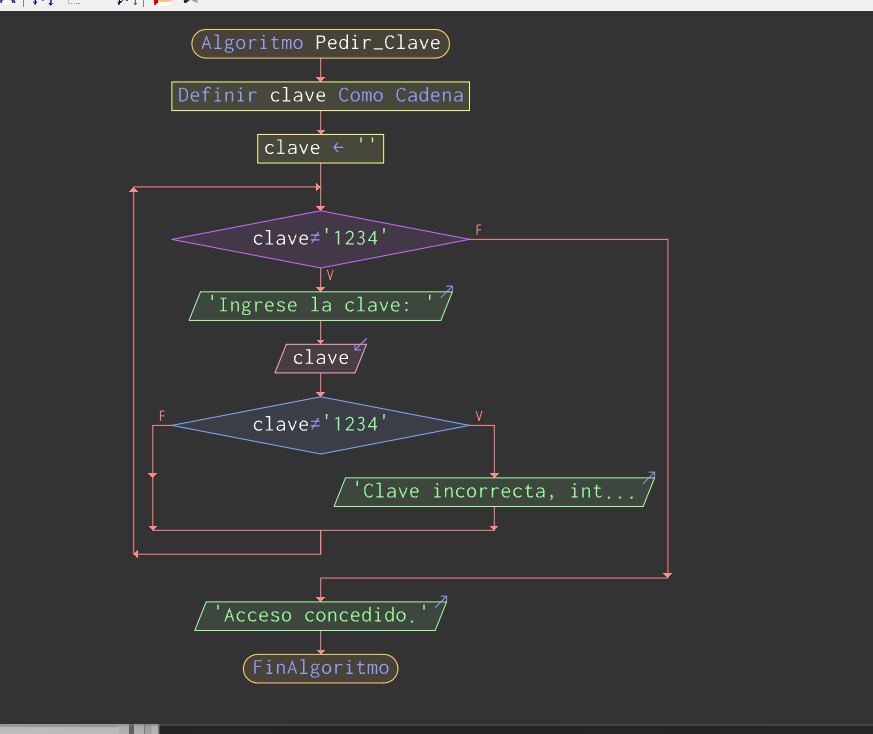 Algoritmo Pedir_Clave
Definir clave Como Cadena
clave ← ''
clave≠'1234'
F
V
'Ingrese la clave: '
clave
F
clave≠'1234'
V
'Clave incorrecta, int...
'Acceso concedido.'
FinAlgoritmo